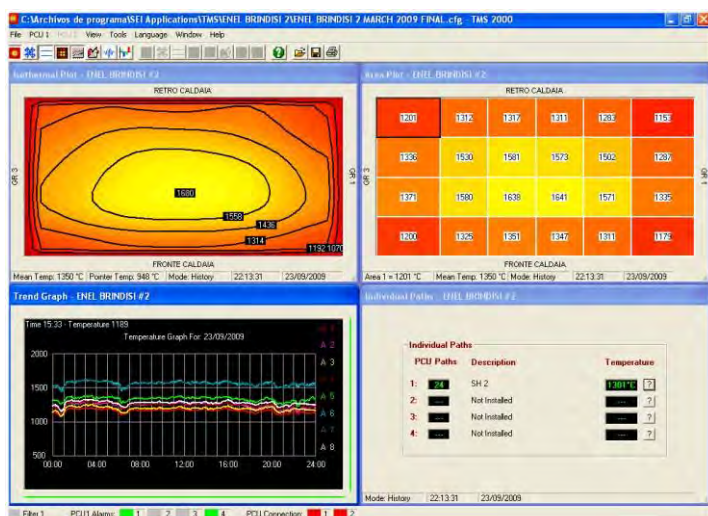 C:\Archivos de programa\SEI Applications\TMS\ENEL BRINDISI 2\ENEL BRINDISI 2 MARCH 2009 FINAL.cfg - TMS 2000
File PCU 1 PCU 2 View Tools Language Window Help
Isothermal Plot - ENEL BRINDISI #2
RETRO CALDAIA
GR 3
GR 1
1680
1558
1436
1314
1192 1070
FRONTE CALDAIA
Mean Temp: 1350 °C Pointer Temp: 948 °C Mode: History 22:13:31 23/09/2009
Area Plot - ENEL BRINDISI #2
RETRO CALDAIA
GR 3
GR 1
1201 1312 1317 1311 1283 1153
1336 1530 1581 1573 1502 1287
1371 1580 1638 1641 1571 1335
1200 1325 1351 1347 1311 1179
FRONTE CALDAIA
Area 1 = 1201 °C Mean Temp: 1350 °C Mode: History 22:13:31 23/09/2009
Trend Graph - ENEL BRINDISI #2
Time 15:33 - Temperature 1189
Temperature Graph For: 23/09/2009
2000
1500
1000
500
00:00 04:00 08:00 12:00 16:00 20:00 24:00
A 1
A 2
A 3
A 5
A 6
A 7
A 8
Individual Paths - ENEL BRINDISI #2
Individual Paths
PCU Paths Description Temperature
1: 24 SH 2 1301°C ?
2: --- Not Installed --- ?
3: --- Not Installed --- ?
4: --- Not Installed --- ?
Mode: History 22:13:31 23/09/2009
Filter 1 PCU1 Alarms: 1 2 3 4 PCU Connection: 1 2